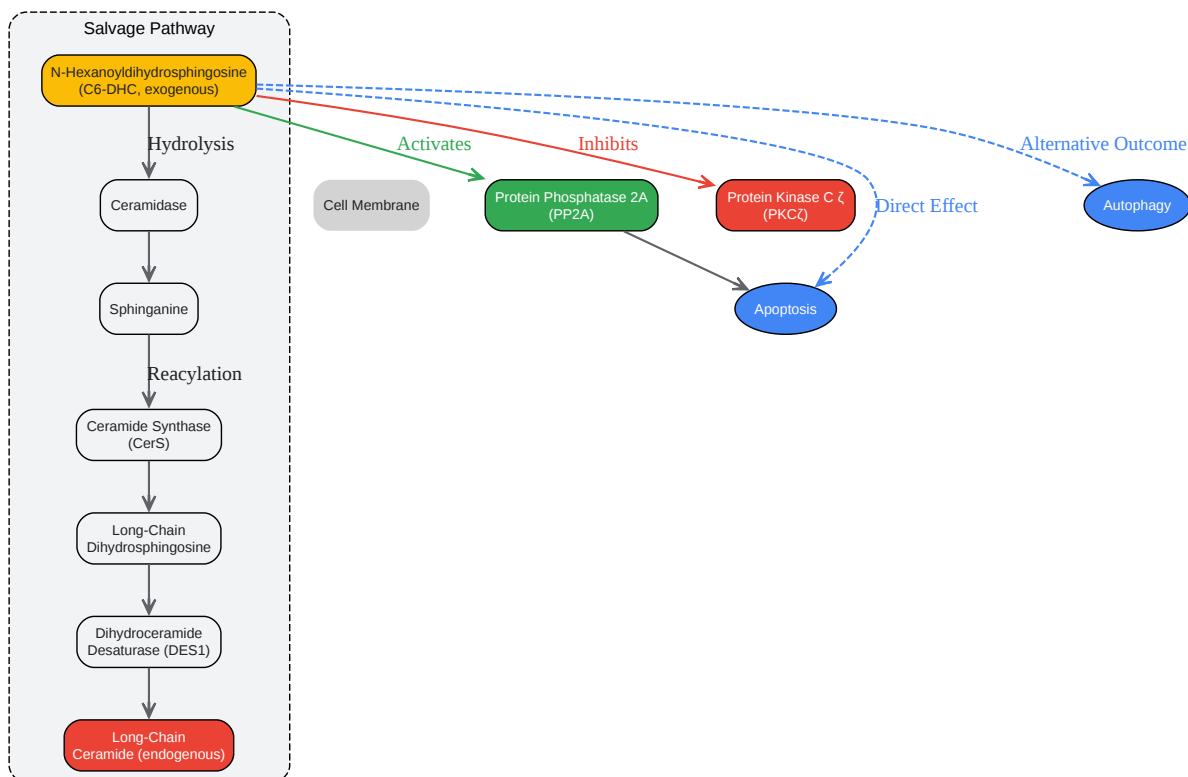 Salvage Pathway
N-Hexanoyldihydrosphingosine
(C6-DHC, exogenous)
Hydrolysis
Activates
Inhibits
Alternative Outcome
Ceramidase
Cell Membrane
Protein Phosphatase 2A
(PP2A)
Protein Kinase C ζ
(PKCζ)
Direct Effect
Autophagy
Sphinganine
Apoptosis
Reacylation
Ceramide Synthase
(CerS)
Long-Chain
Dihydrosphingosine
Dihydroceramide
Desaturase (DES1)
Long-Chain
Ceramide (endogenous)